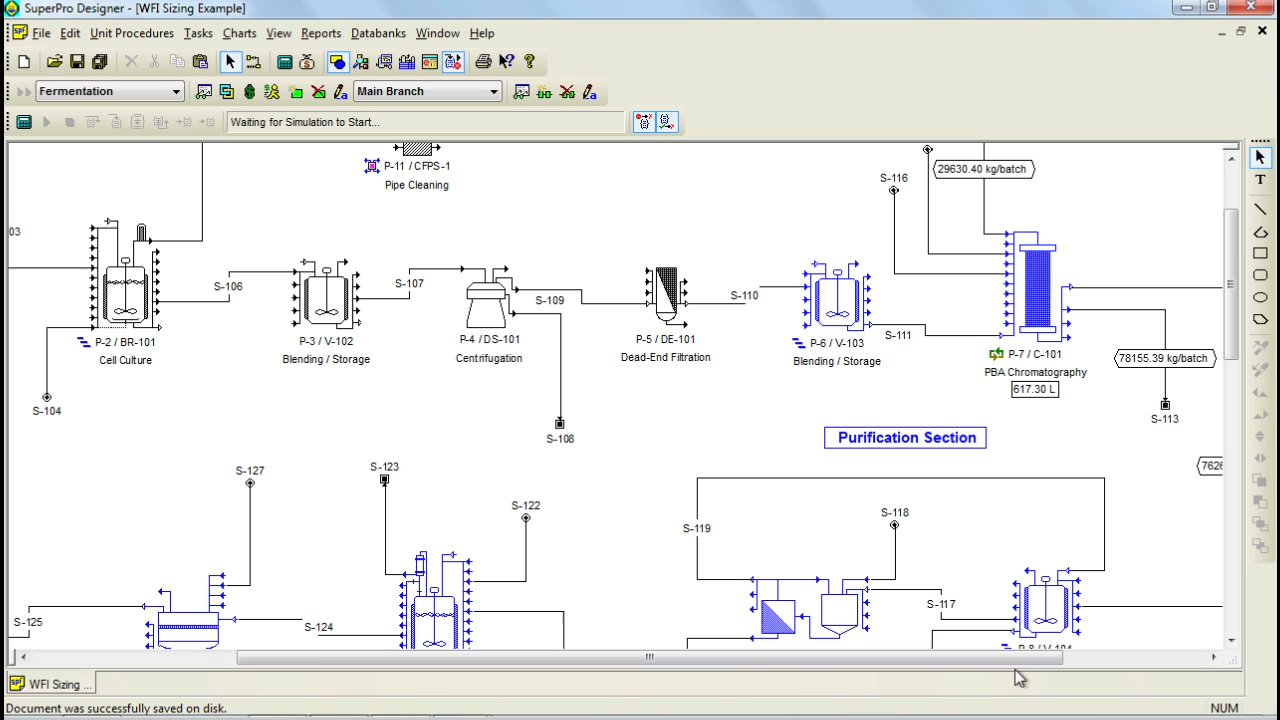 SuperPro Designer - [WFI Sizing Example]
File Edit Unit Procedures Tasks Charts View Reports Databanks Window Help
Fermentation Main Branch
Waiting for Simulation to Start...
P-11 / CFPS-1
Pipe Cleaning
29630.40 kg/batch
S-116
03
S-106
S-107
S-109
S-110
S-111
P-2 / BR-101
Cell Culture
P-3 / V-102
Blending / Storage
P-4 / DS-101
Centrifugation
P-5 / DE-101
Dead-End Filtration
P-6 / V-103
Blending / Storage
P-7 / C-101
PBA Chromatography
617.30 L
78155.39 kg/batch
S-104
S-108
S-113
Purification Section
7626
S-127
S-123
S-122
S-119
S-118
S-125
S-124
S-117
P-8 / V-104
WFI Sizing ...
Document was successfully saved on disk. NUM